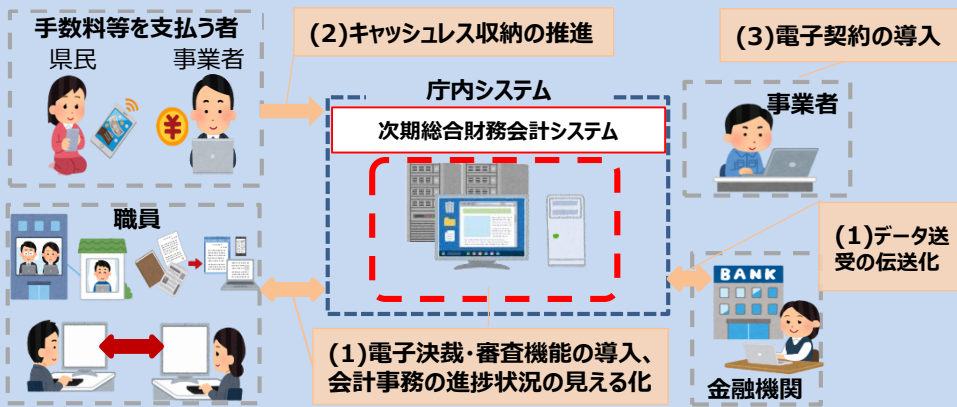 手数料等を支払う者
県民 事業者
(2)キャッシュレス収納の推進
(3)電子契約の導入
庁内システム
次期総合財務会計システム
事業者
職員
(1)データ送
受の伝送化
BANK
(1)電子決裁・審査機能の導入、
会計事務の進捗状況の見える化
金融機関